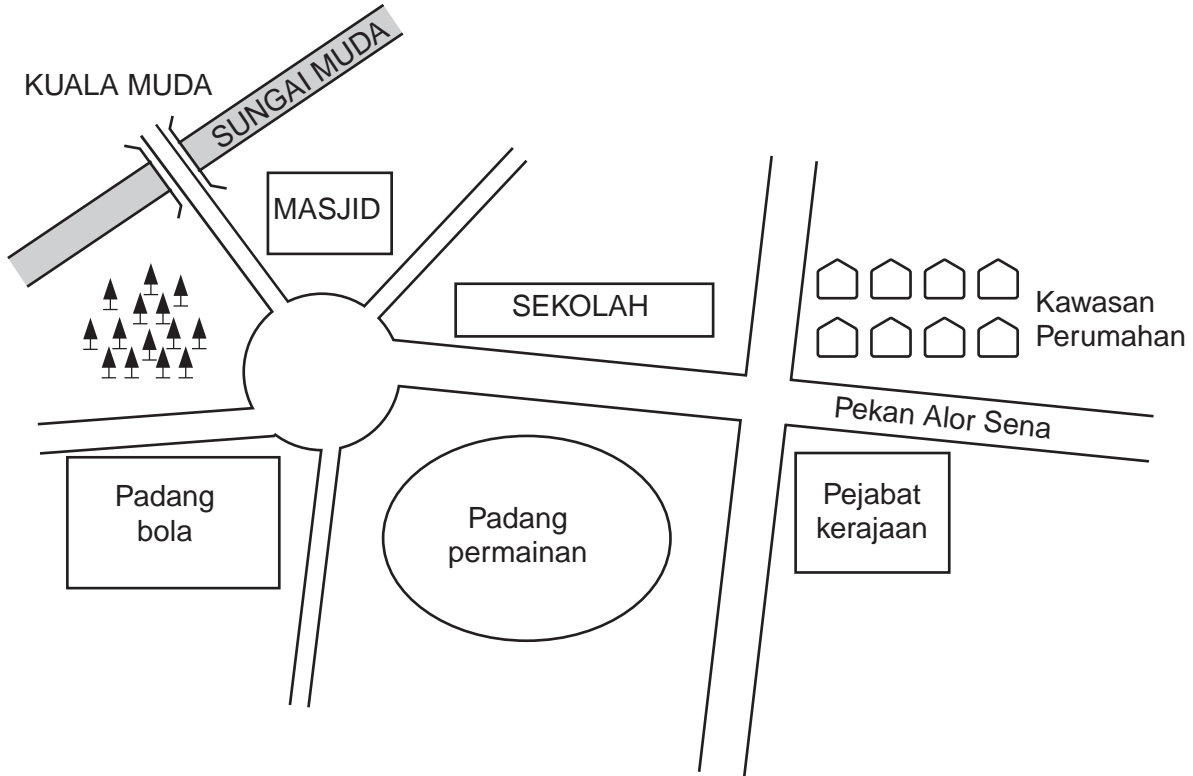 KUALA MUDA
SUNGAI MUDA
MASJID
SEKOLAH
Kawasan
Perumahan
Pekan Alor Sena
Padang
bola
Padang
permainan
Pejabat
kerajaan